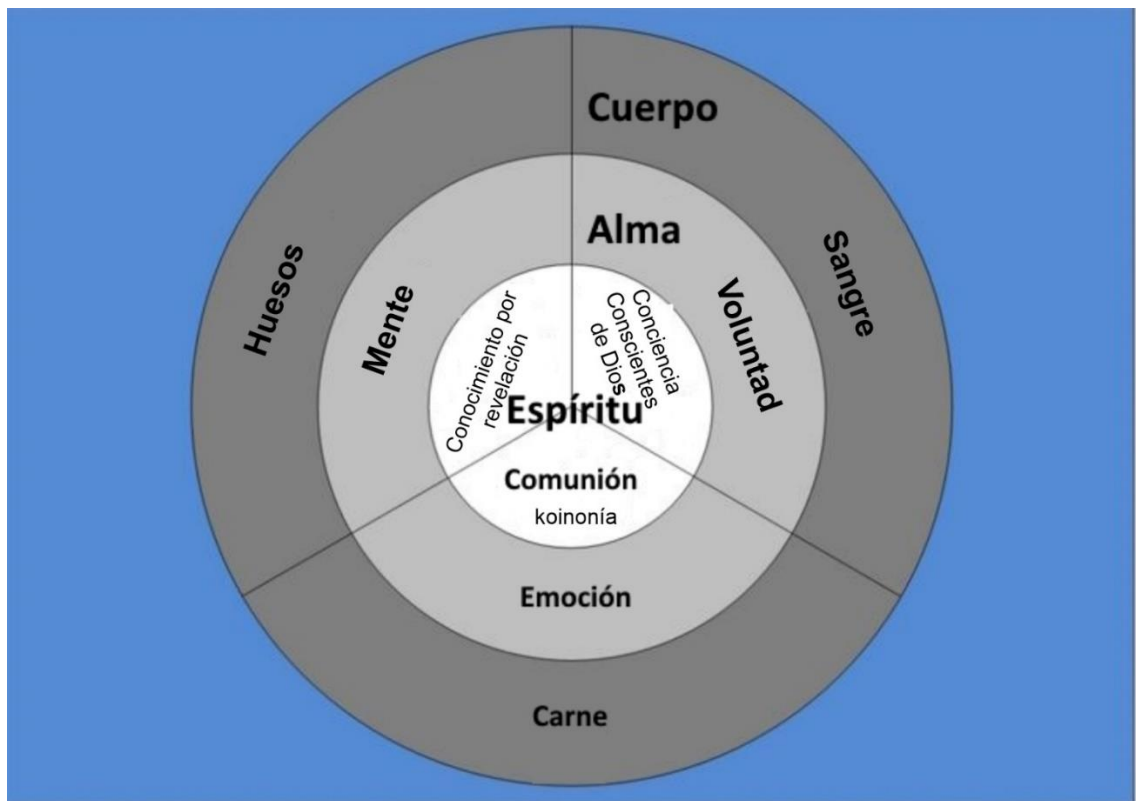 Cuerpo
Alma
Huesos
Mente
Voluntad
Sangre
Conocimiento por
revelación
Conciencia
Conscientes
de Dios
Espíritu
Comunión
koinonía
Emoción
Carne